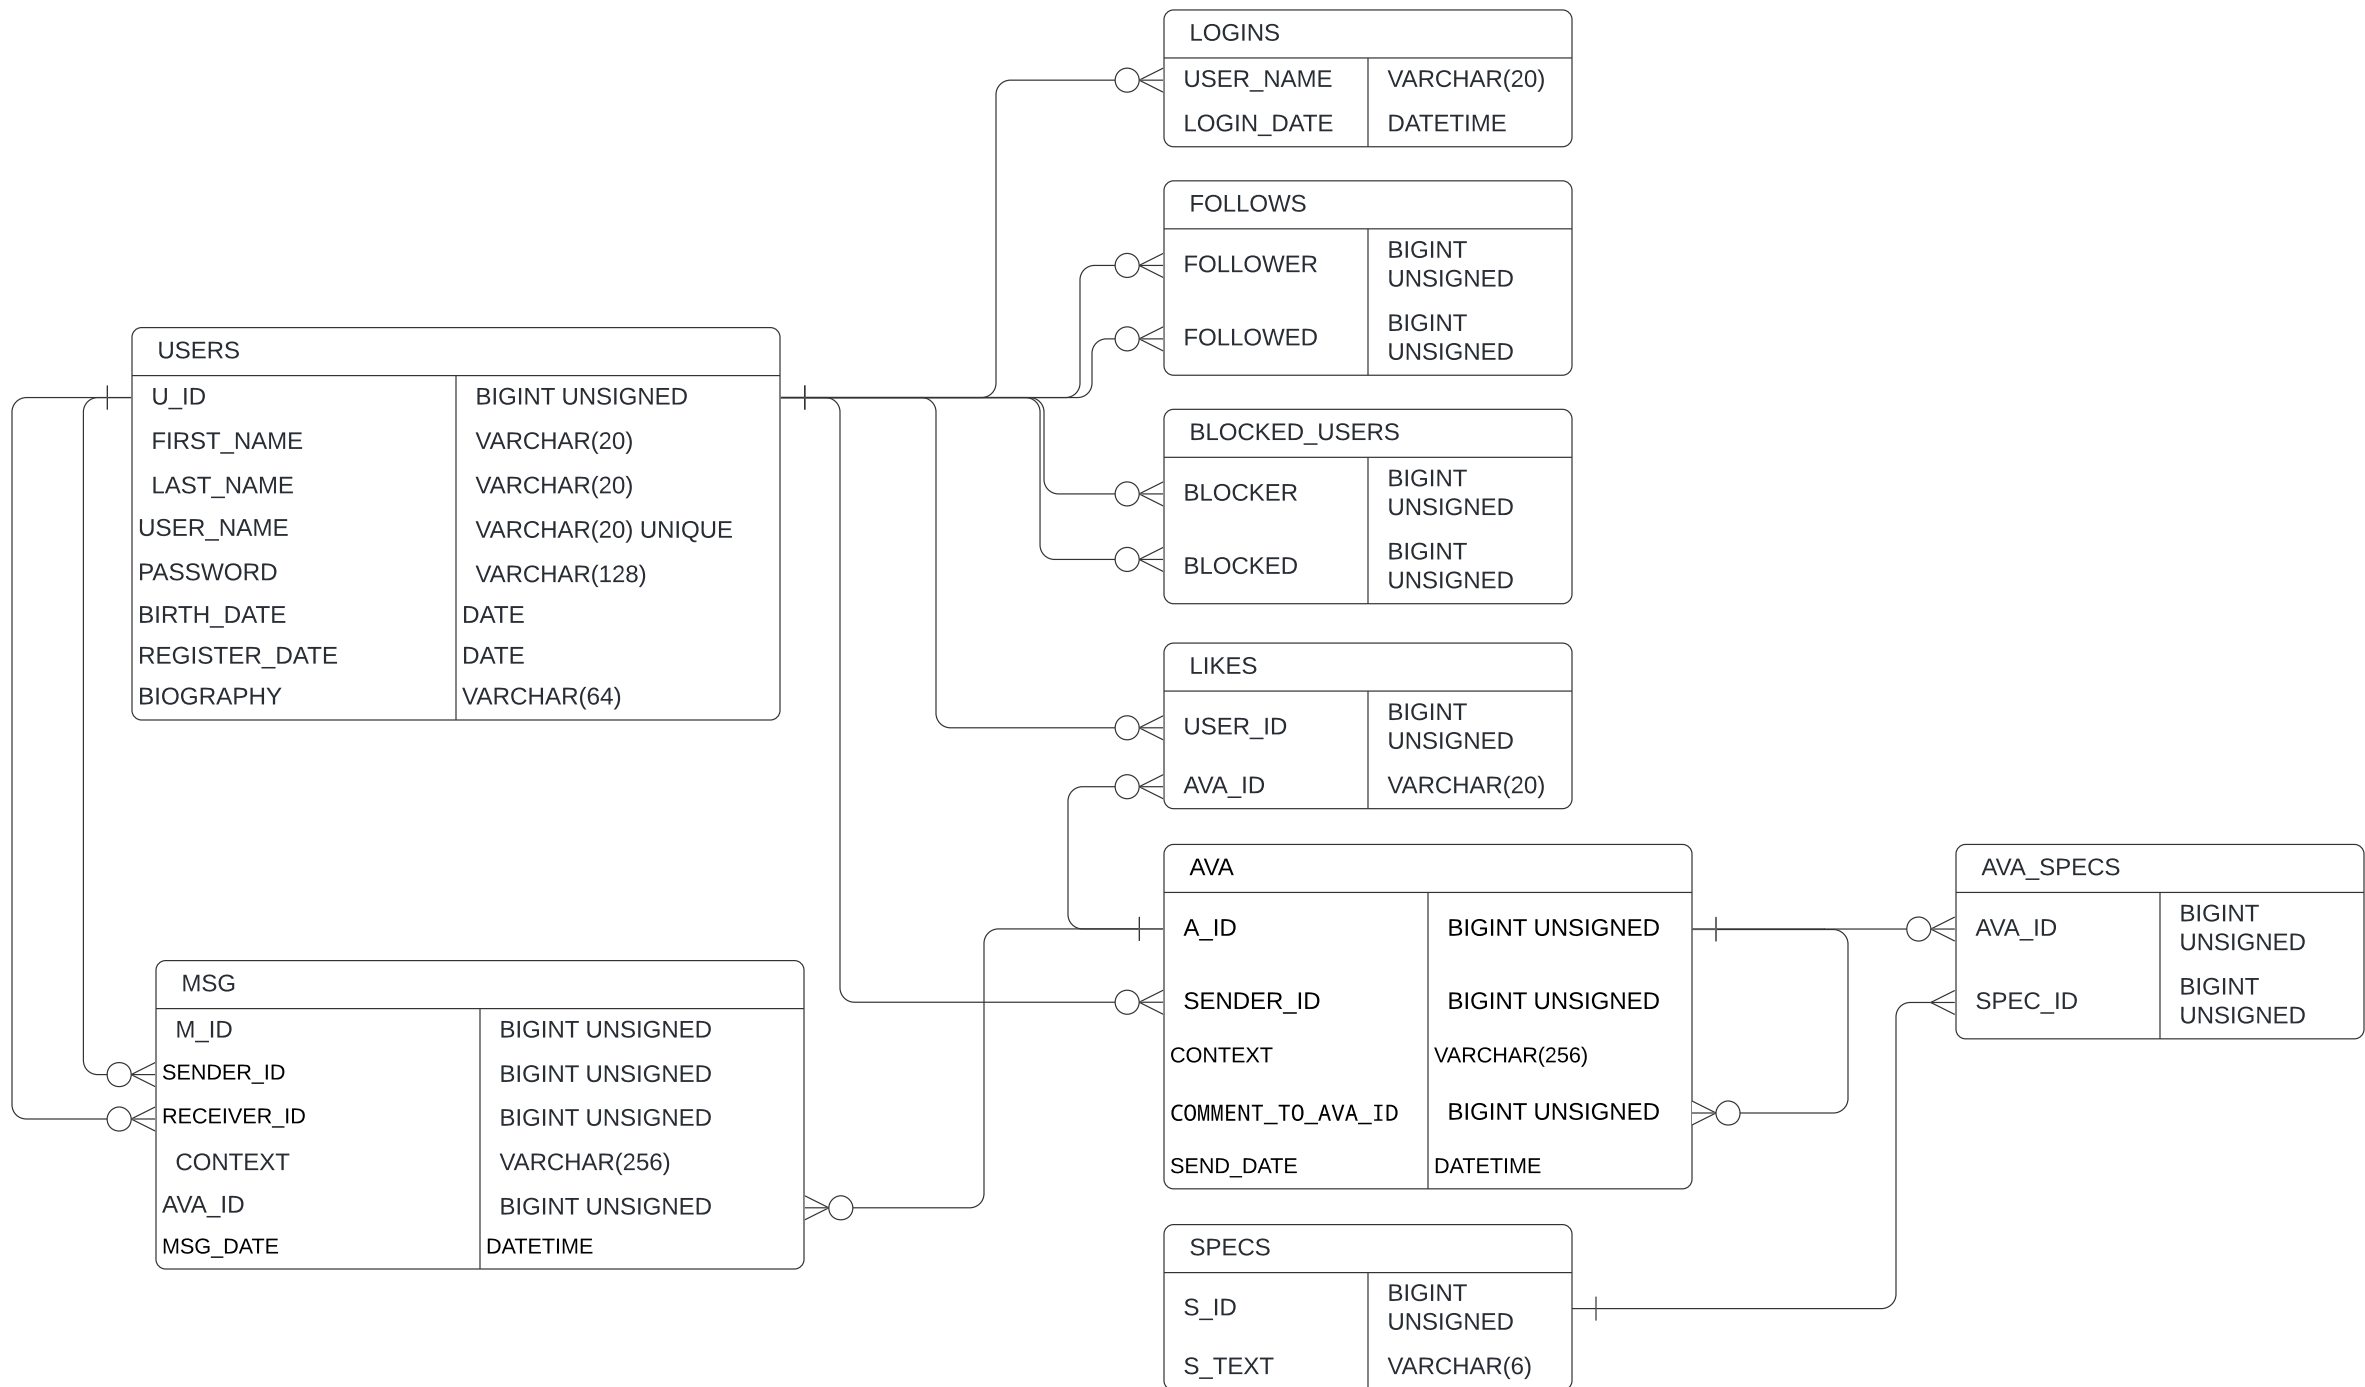 LOGINS
USER_NAME VARCHAR(20)
LOGIN_DATE DATETIME
FOLLOWS
FOLLOWER BIGINT
UNSIGNED
FOLLOWED BIGINT
UNSIGNED
USERS
U_ID BIGINT UNSIGNED
FIRST_NAME VARCHAR(20)
LAST_NAME VARCHAR(20)
USER_NAME VARCHAR(20) UNIQUE
PASSWORD VARCHAR(128)
BIRTH_DATE DATE
REGISTER_DATE DATE
BIOGRAPHY VARCHAR(64)
BLOCKED_USERS
BLOCKER BIGINT
UNSIGNED
BLOCKED BIGINT
UNSIGNED
LIKES
USER_ID BIGINT
UNSIGNED
AVA_ID VARCHAR(20)
AVA
A_ID BIGINT UNSIGNED
SENDER_ID BIGINT UNSIGNED
CONTEXT VARCHAR(256)
COMMENT_TO_AVA_ID BIGINT UNSIGNED
SEND_DATE DATETIME
AVA_SPECS
AVA_ID BIGINT
UNSIGNED
SPEC_ID BIGINT
UNSIGNED
MSG
M_ID BIGINT UNSIGNED
SENDER_ID BIGINT UNSIGNED
RECEIVER_ID BIGINT UNSIGNED
CONTEXT VARCHAR(256)
AVA_ID BIGINT UNSIGNED
MSG_DATE DATETIME
SPECS
S_ID BIGINT
UNSIGNED
S_TEXT VARCHAR(6)